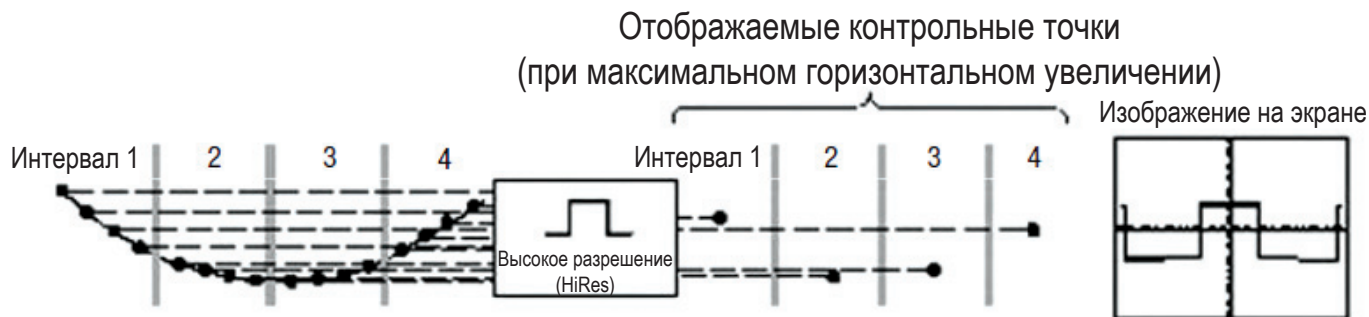 Отображаемые контрольные точки
(при максимальном горизонтальном увеличении)
Изображение на экране
Интервал 1 2 3 4
Интервал 1 2 3 4
Высокое разрешение
(HiRes)